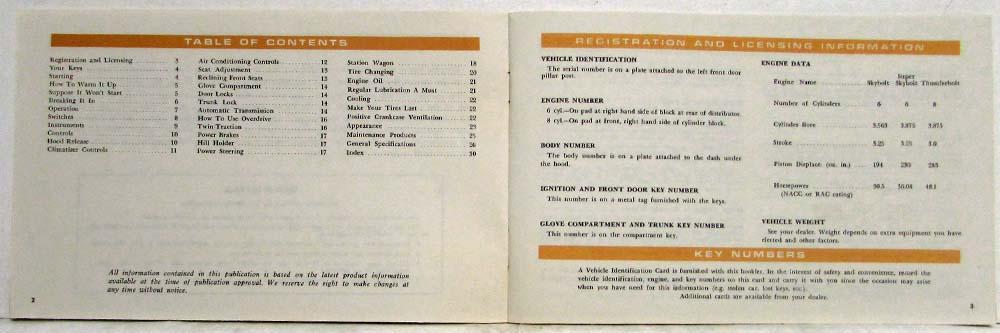 TABLE OF CONTENTS
Registration and Licensing 3
Your Keys 4
Starting 4
How To Warm It Up 5
Suppose It Won't Start 5
Breaking It In 6
Operation 7
Switches 8
Instruments 9
Controls 10
Hood Release 10
Climatizer Controls 11
Air Conditioning Controls 12
Seat Adjustment 13
Reclining Front Seats 13
Glove Compartment 14
Door Locks 14
Trunk Lock 14
Automatic Transmission 14
How To Use Overdrive 16
Twin Traction 16
Power Brakes 17
Hill Holder 17
Power Steering 17
Station Wagon 18
Tire Changing 20
Engine Oil 21
Regular Lubrication A Must 21
Cooling 22
Make Your Tires Last 22
Positive Crankcase Ventilation 22
Appearance 23
Maintenance Products 25
General Specifications 26
Index 30
All information contained in this publication is based on the latest product information
available at the time of publication approval. We reserve the right to make changes at
any time without notice.
2
REGISTRATION AND LICENSING INFORMATION
VEHICLE IDENTIFICATION
The serial number is on a plate attached to the left front door
pillar post.
ENGINE NUMBER
6 cyl.—On pad at right hand side of block at rear of distributor.
8 cyl.—On pad at front, right hand side of cylinder block.
BODY NUMBER
The body number is on a plate attached to the dash under
the hood.
IGNITION AND FRONT DOOR KEY NUMBER
This number is on a metal tag furnished with the keys.
GLOVE COMPARTMENT AND TRUNK KEY NUMBER
This number is on the compartment key.
ENGINE DATA
Super
Engine Name Skybolt Skybolt Thunderbolt
Number of Cylinders 6 6 8
Cylinder Bore 3.563 3.875 3.875
Stroke 3.25 3.25 3.0
Piston Displace. (cu. in.) 194 230 283
Horsepower 30.5 36.04 48.1
(NACC or RAC rating)
VEHICLE WEIGHT
See your dealer. Weight depends on extra equipment you have
elected and other factors.
KEY NUMBERS
A Vehicle Identification Card is furnished with this booklet. In the interest of safety and convenience, record the
vehicle identification, engine, and key numbers on this card and carry it with you since the occasion may arise
when you have need for this information (e.g. stolen car, lost keys, etc.)
Additional cards are available from your dealer.
3